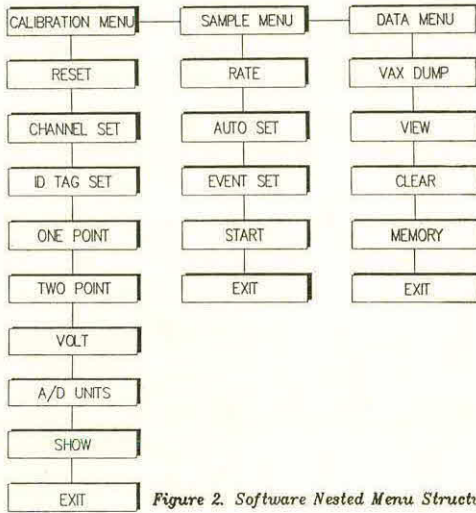 CALIBRATION MENU
RESET
CHANNEL SET
ID TAG SET
ONE POINT
TWO POINT
VOLT
A/D UNITS
SHOW
EXIT
SAMPLE MENU
RATE
AUTO SET
EVENT SET
START
EXIT
DATA MENU
VAX DUMP
VIEW
CLEAR
MEMORY
EXIT
Figure 2. Software Nested Menu Structu